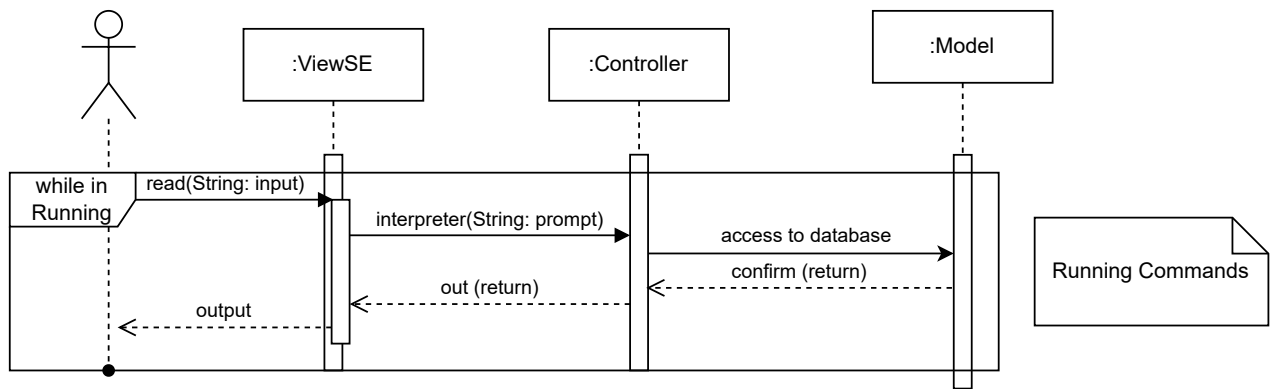 :ViewSE
:Controller
:Model
while in
Running
read(String: input)
interpreter(String: prompt)
access to database
confirm (return)
out (return)
output
Running Commands